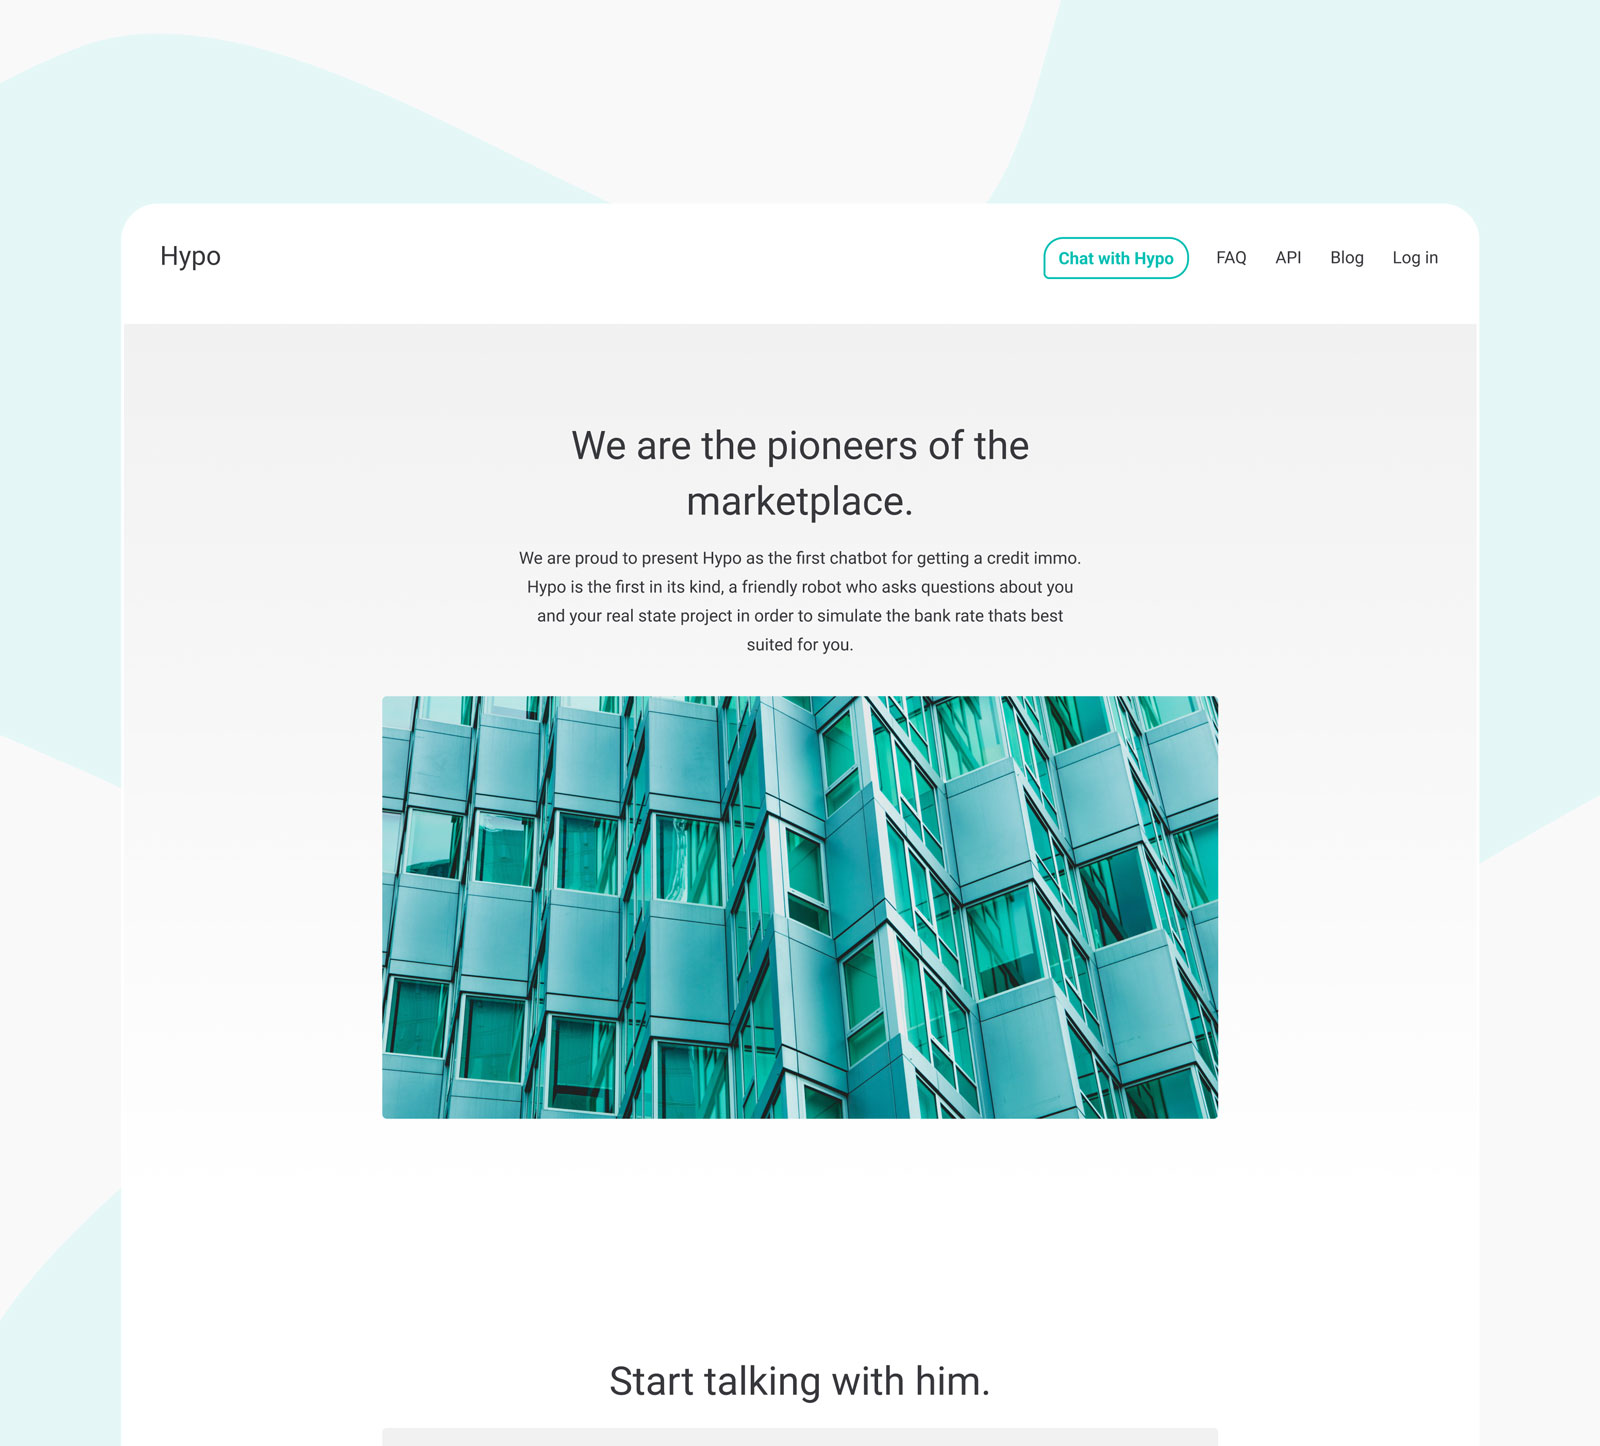 Hypo
Chat with Hypo
FAQ
API
Blog
Log in
We are the pioneers of the
marketplace.
We are proud to present Hypo as the first chatbot for getting a credit immo.
Hypo is the first in its kind, a friendly robot who asks questions about you
and your real state project in order to simulate the bank rate thats best
suited for you.
Start talking with him.